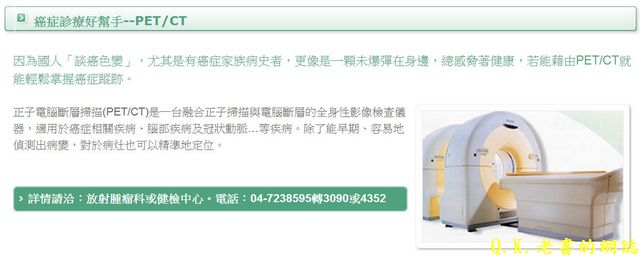 癌症診療好幫手--PET/CT
因為國人「談癌色變」，尤其是有癌症家族病史者，更像是一顆未爆彈在身邊，總威脅著健康，若能藉由PET/CT就
能輕鬆掌握癌症蹤跡。
正子電腦斷層掃描(PET/CT)是一台融合正子掃描與電腦斷層的全身性影像檢查儀
器，適用於癌症相關疾病、腦部疾病及冠狀動脈...等疾病。除了能早期、容易地
偵測出病變，對於病灶也可以精準地定位。
詳情請洽：放射腫瘤科或健檢中心。電話：04-7238595轉3090或4352
Q.K.老書的網誌